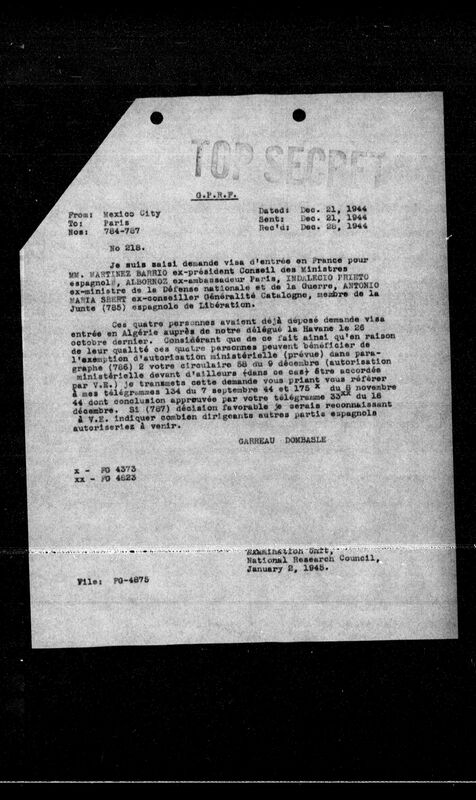 TOP SECRET
G.P.R.F.
From: Mexico City
To: Paris
Nos: 784-787
Dated: Dec. 21, 1944
Sent: Dec. 21, 1944
Rec'd: Dec. 28, 1944
No 218.
Je suis saisi demande visa d'entrée en France pour
MM. MARTINEZ BARRIO ex-président Conseil des Ministres
espagnols, ALBORNOZ ex-ambassadeur Paris, INDALECIO PRIETO
ex-ministre de la Défense nationale et de la Guerre, ANTONIO
MARIA SBERT ex-conseiller Généralité Catalogne, membre de la
Junte (785) espagnole de Libération.
Ces quatre personnes avaient déjà déposé demande visa
entrée en Algérie auprès de notre délégué la Havane le 26
octobre dernier. Considérant que de ce fait ainsi qu'en raison
de leur qualité ces quatre personnes peuvent bénéficier de
l'exemption d'autorisation ministérielle (prévue) dans para-
graphe (786) 2 votre circulaire 58 du 9 décembre (autorisation
ministérielle devant d'ailleurs (dans ce cas) être accordée
par V.E.) je transmets cette demande vous priant vous référer
à mes télégrammes 134 du 7 septembre 44 et 175 x du 8 novembre
44 dont conclusion approuvée par votre télégramme 33xx du 16
décembre. Si (787) décision favorable je serais reconnaissant
à V.E. indiquer combien dirigeants autres partis espagnols
autoriseriez à venir.
GARREAU DOMBASLE
x - FG 4373
xx - FG 4823
Examination Unit,
National Research Council,
January 2, 1945.
File: FG-4875